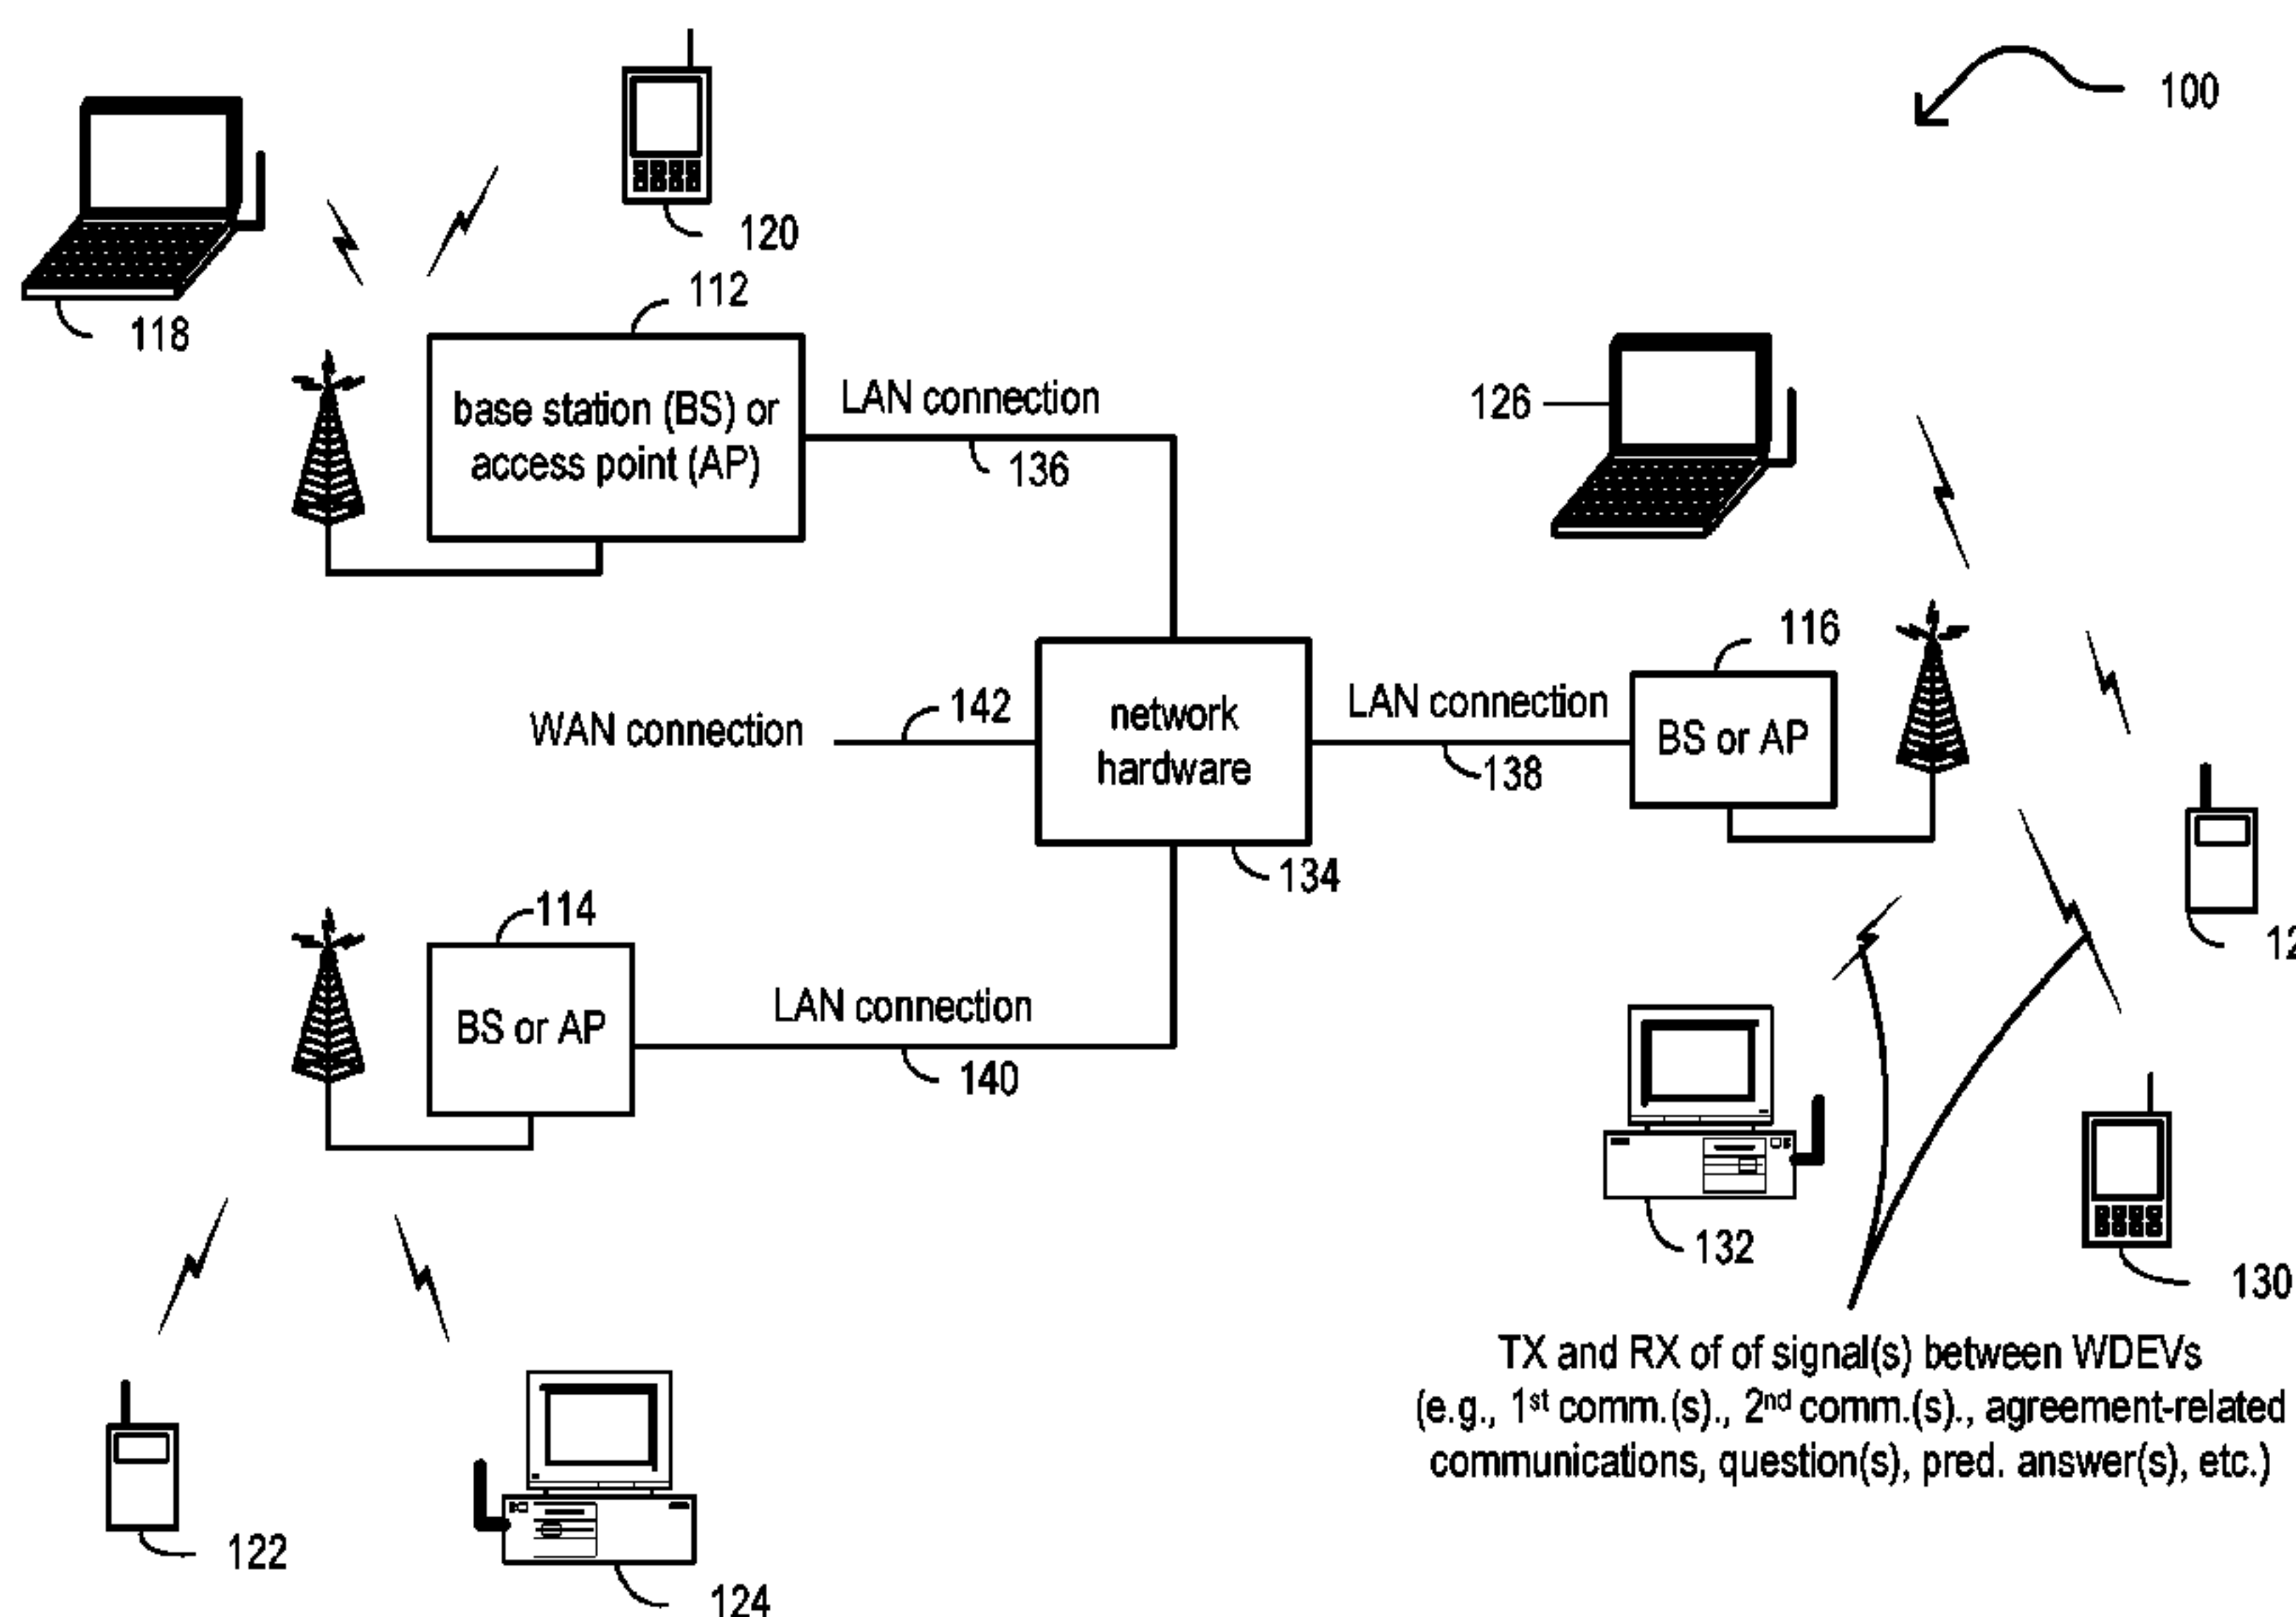 100
120
118
112
base station (BS) or
access point (AP)
LAN connection
136
126
116
WAN connection
142
network
hardware
134
LAN connection
138
BS or AP
114
BS or AP
LAN connection
140
132
130
TX and RX of of signal(s) between WDEVs
(e.g., 1st comm.(s)., 2nd comm.(s)., agreement-related
communications, question(s), pred. answer(s), etc.)
122
124